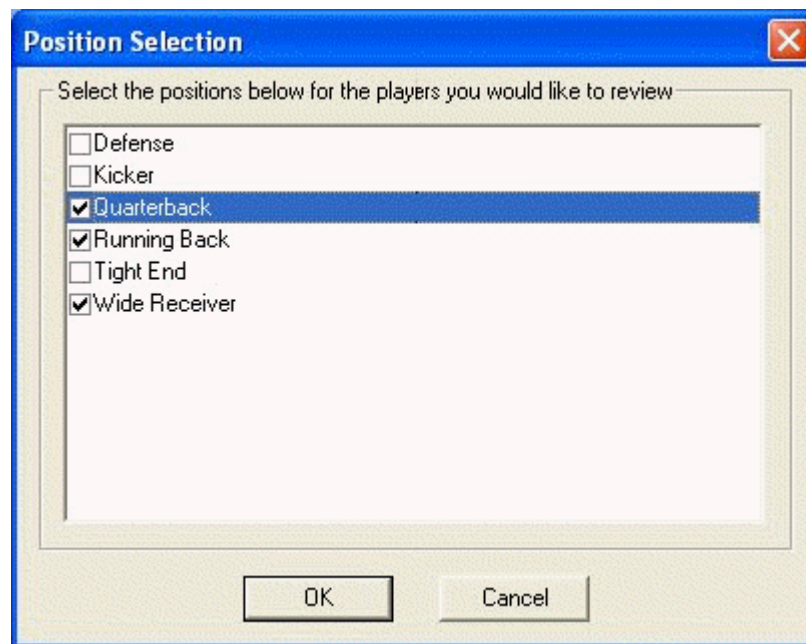 Position Selection
Select the positions below for the players you would like to review
Defense
Kicker
Quarterback
Running Back
Tight End
Wide Receiver
OK
Cancel